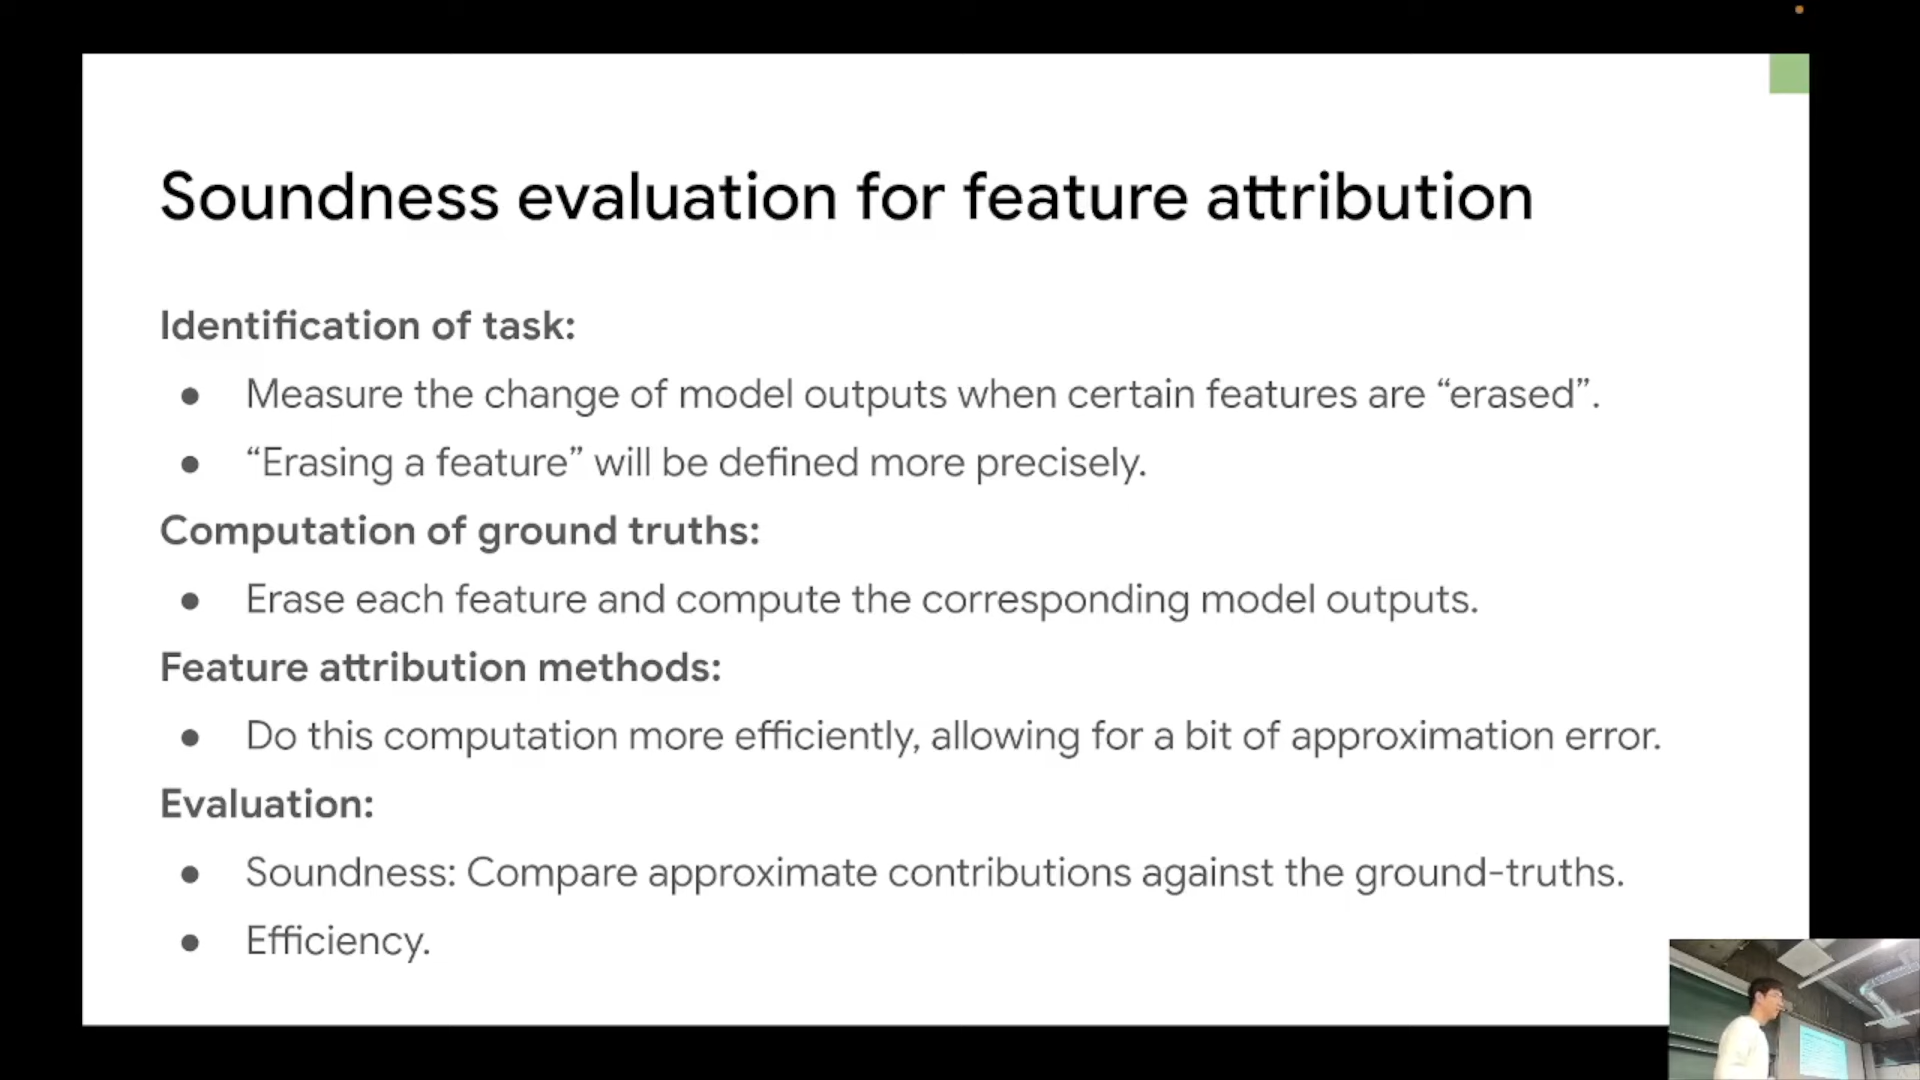 Soundness evaluation for feature attribution
Identification of task:
● Measure the change of model outputs when certain features are “erased”.
● “Erasing a feature” will be defined more precisely.
Computation of ground truths:
● Erase each feature and compute the corresponding model outputs.
Feature attribution methods:
● Do this computation more efficiently, allowing for a bit of approximation error.
Evaluation:
● Soundness: Compare approximate contributions against the ground-truths.
● Efficiency.